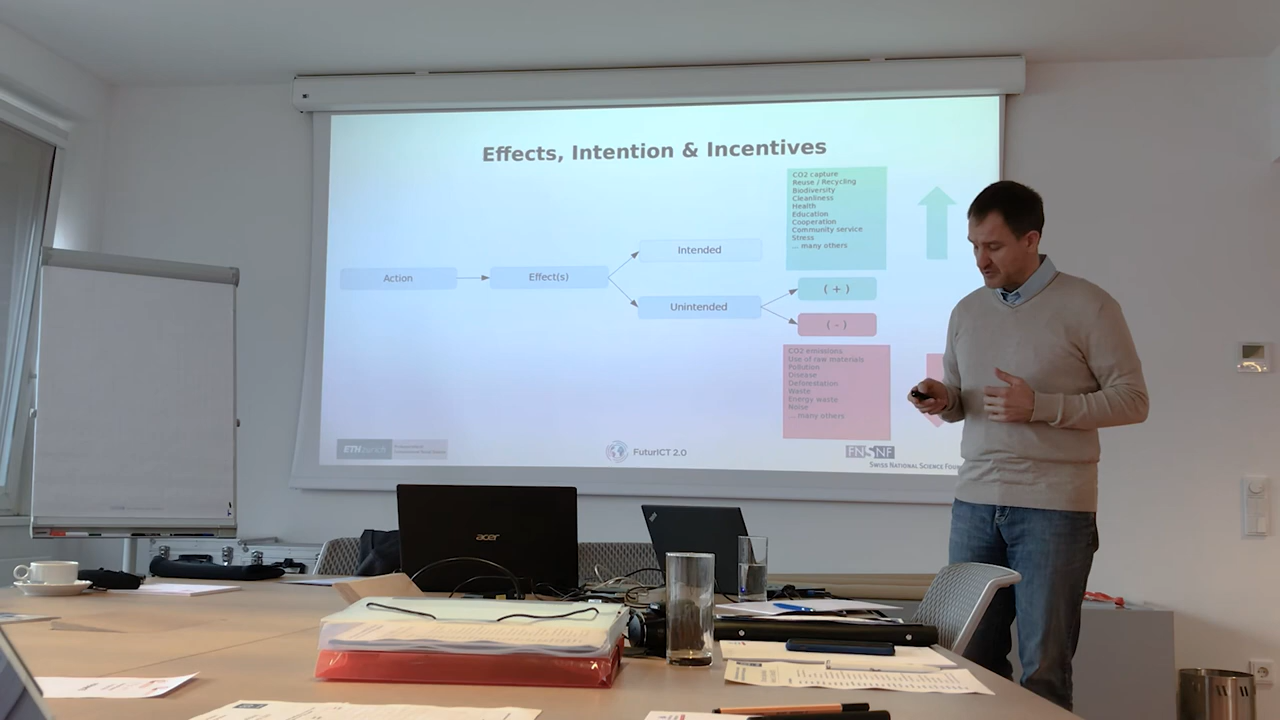 Effects, Intention & Incentives
CO2 capture
Reuse / Recycling
Biodiversity
Cleanliness
Health
Education
Cooperation
Community service
Stress
... many others
Intended
Action
Effect(s)
( + )
Unintended
( - )
CO2 emissions
Use of raw materials
Pollution
Disease
Deforestation
Waste
Energy waste
Noise
... many others
ETH zürich
FuturICT 2.0
FNSNF
SWISS NATIONAL SCIENCE FOUN
acer